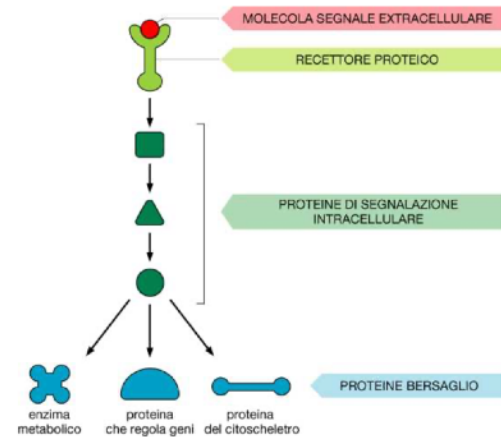 MOLECOLA SEGNALE EXTRACELLULARE
RECETTORE PROTEICO
PROTEINE DI SEGNALAZIONE
INTRACELLULARE
PROTEINE BERSAGLIO
enzima
metabolico
proteina
che regola geni
proteina
del citoscheletro